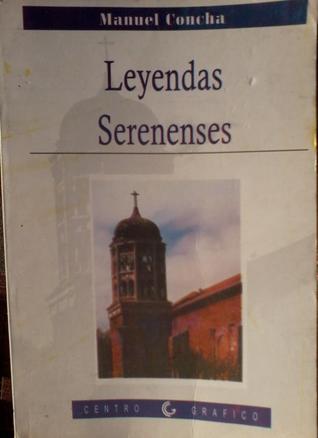 Manuel Concha
Leyendas
Serenenses
CENTRO G GRAFICO